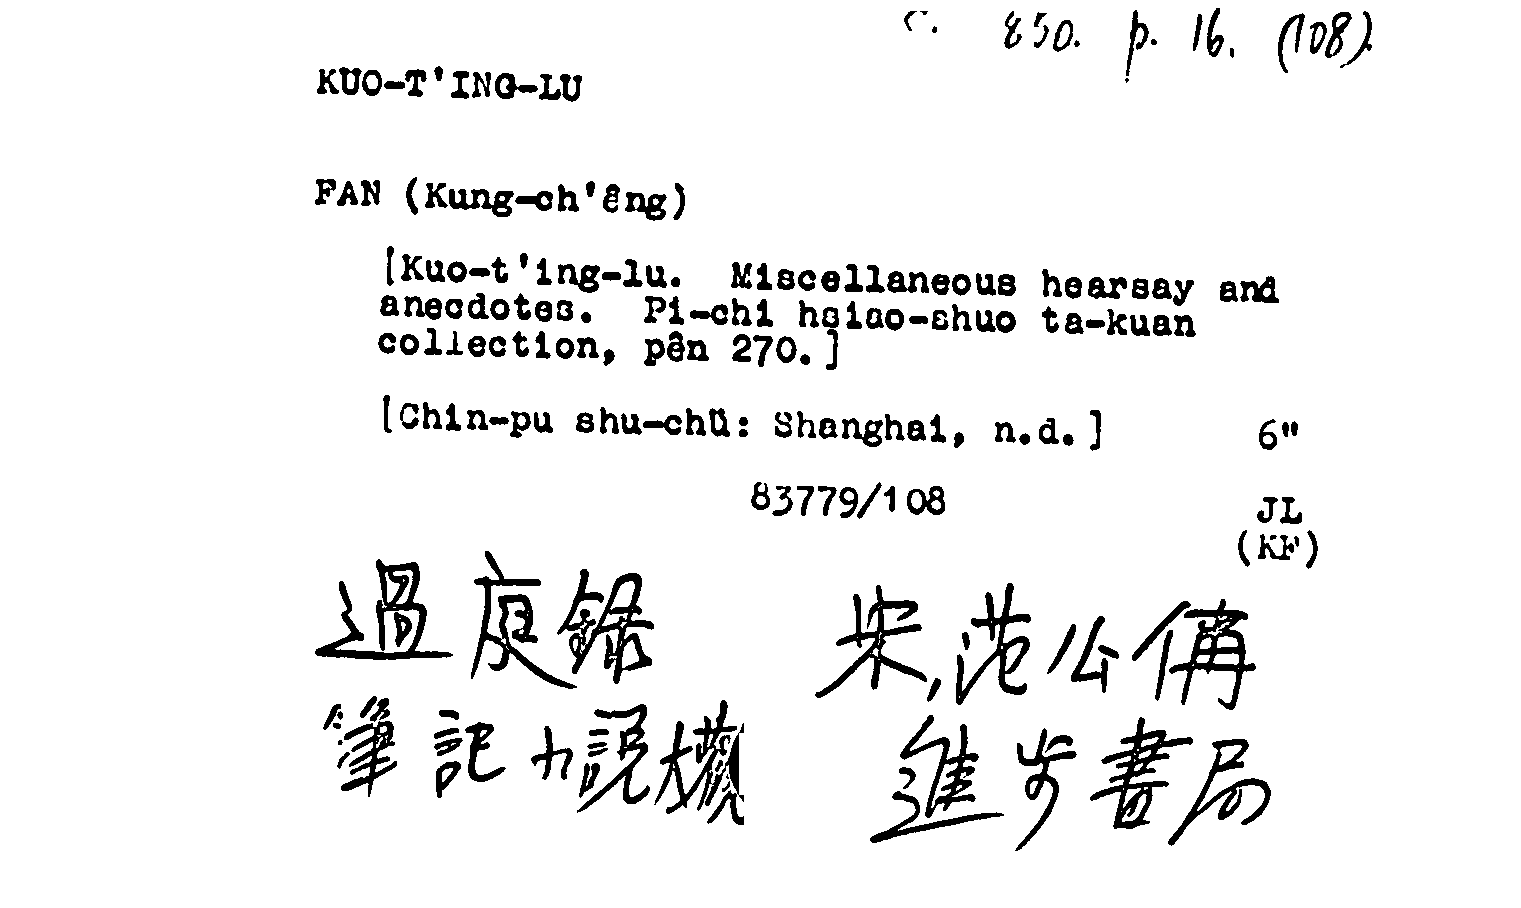 c. 850. p. 16. (108).
KUO-T'ING-LU
FAN (Kung-ch'êng)
[Kuo-t'ing-lu. Miscellaneous hearsay and
anecdotes. Pi-chi hsiao-shuo ta-kuan
collection, pên 270.]
[Chin-pu shu-chü: Shanghai, n.d.] 6"
83779/108 JL
(KF)
過庭錄 宋,范公偁
筆記小說大觀 進步書局